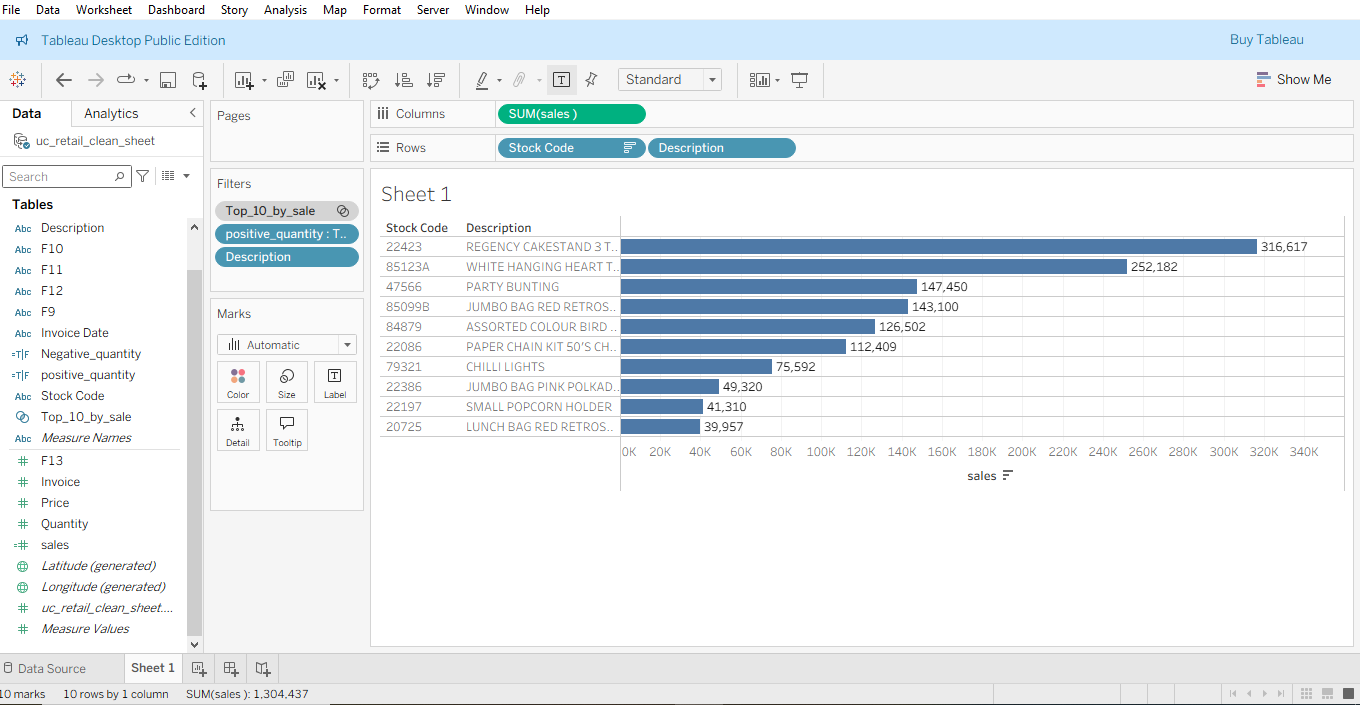 File Data Worksheet Dashboard Story Analysis Map Format Server Window Help
Tableau Desktop Public Edition Buy Tableau
Standard Show Me
Data Analytics
uc_retail_clean_sheet
Search
Tables
Abc Description
Abc F10
Abc F11
Abc F12
Abc F9
Abc Invoice Date
=T|F Negative_quantity
=T|F positive_quantity
Abc Stock Code
Top_10_by_sale
Abc Measure Names
# F13
# Invoice
# Price
# Quantity
=# sales
Latitude (generated)
Longitude (generated)
# uc_retail_clean_sheet....
# Measure Values
Pages
Filters
Top_10_by_sale
positive_quantity : T..
Description
Marks
Automatic
Color Size Label
Detail Tooltip
Columns SUM(sales )
Rows Stock Code Description
Sheet 1
Stock Code Description
22423 REGENCY CAKESTAND 3 T.. 316,617
85123A WHITE HANGING HEART T.. 252,182
47566 PARTY BUNTING 147,450
85099B JUMBO BAG RED RETROS.. 143,100
84879 ASSORTED COLOUR BIRD .. 126,502
22086 PAPER CHAIN KIT 50'S CH.. 112,409
79321 CHILLI LIGHTS 75,592
22386 JUMBO BAG PINK POLKAD.. 49,320
22197 SMALL POPCORN HOLDER 41,310
20725 LUNCH BAG RED RETROS.. 39,957
0K 20K 40K 60K 80K 100K 120K 140K 160K 180K 200K 220K 240K 260K 280K 300K 320K 340K
sales
Data Source Sheet 1
10 marks 10 rows by 1 column SUM(sales ): 1,304,437